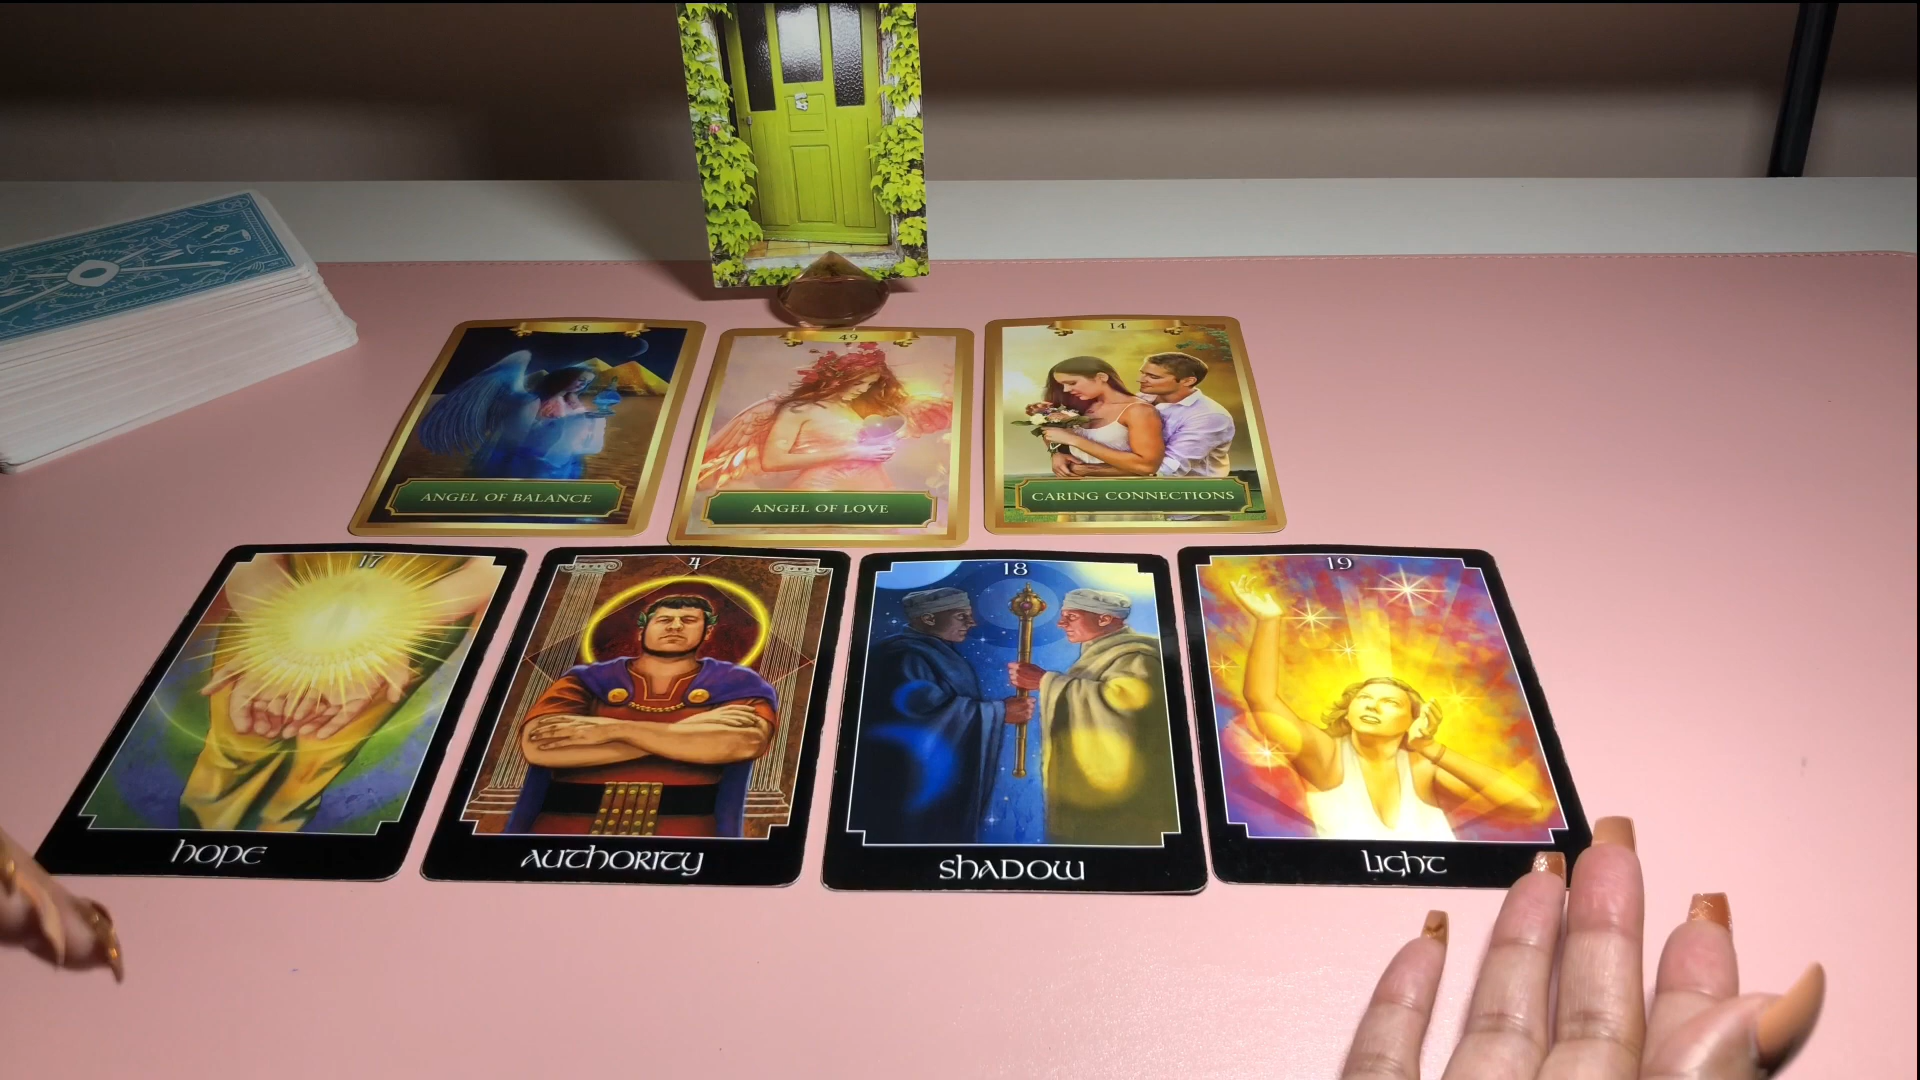 48
ANGEL OF BALANCE
49
ANGEL OF LOVE
14
CARING CONNECTIONS
17
HOPE
4
AUTHORITY
18
SHADOW
19
LIGHT